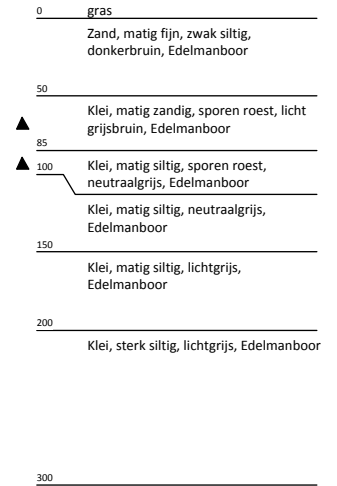 0 gras
Zand, matig fijn, zwak siltig,
donkerbruin, Edelmanboor
50
Klei, matig zandig, sporen roest, licht
grijsbruin, Edelmanboor
85
100 Klei, matig siltig, sporen roest,
neutraalgrijs, Edelmanboor
Klei, matig siltig, neutraalgrijs,
Edelmanboor
150
Klei, matig siltig, lichtgrijs,
Edelmanboor
200
Klei, sterk siltig, lichtgrijs, Edelmanboor
300